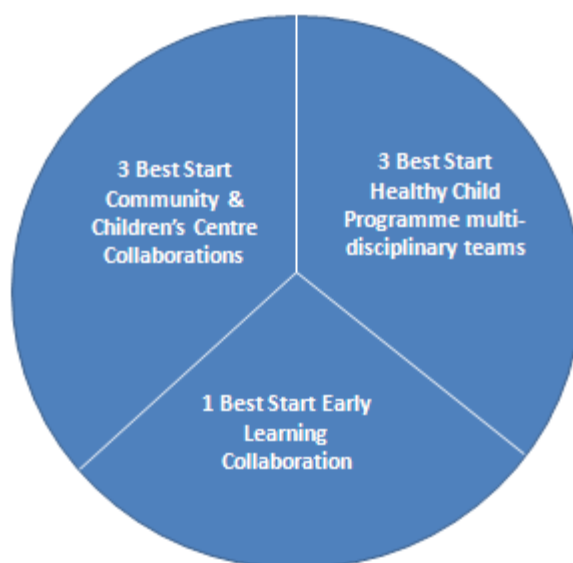 3 Best Start
Community &
Children's Centre
Collaborations
3 Best Start
Healthy Child
Programme multi-
disciplinary teams
1 Best Start Early
Learning
Collaboration